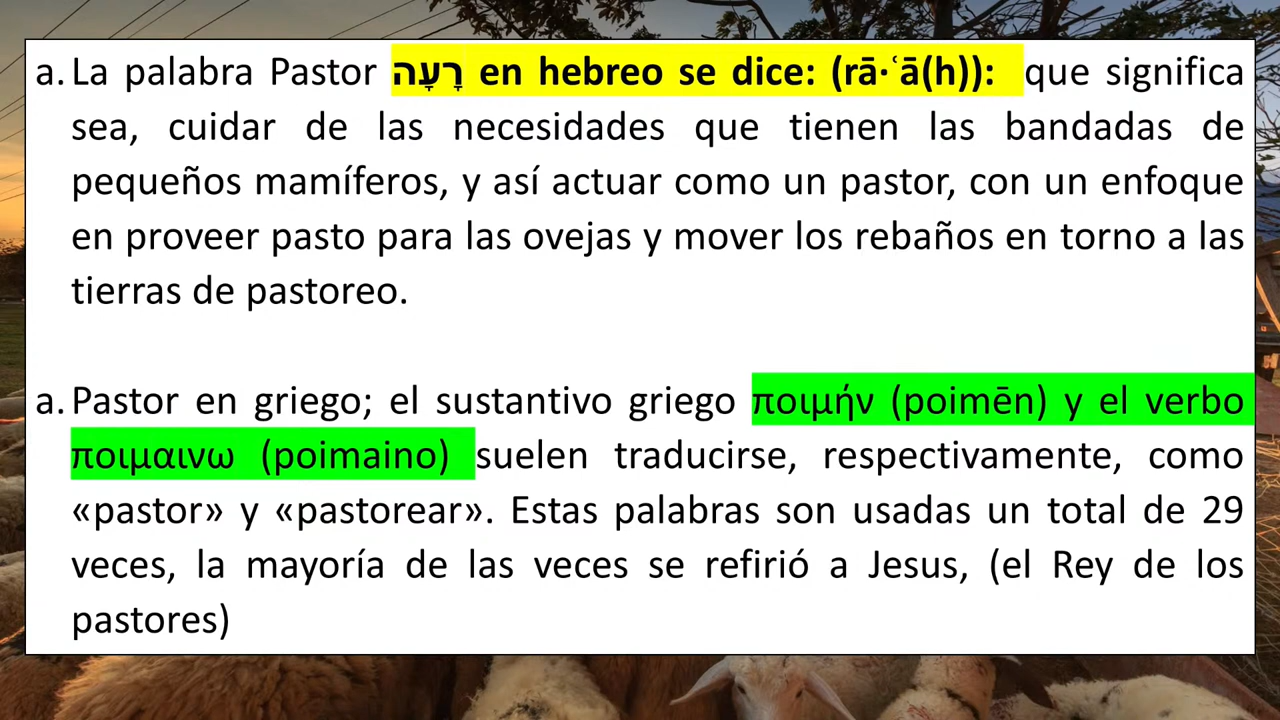 a. La palabra Pastor רָעָה en hebreo se dice: (rā·ʿā(h)): que significa
sea, cuidar de las necesidades que tienen las bandadas de
pequeños mamíferos, y así actuar como un pastor, con un enfoque
en proveer pasto para las ovejas y mover los rebaños en torno a las
tierras de pastoreo.
a. Pastor en griego; el sustantivo griego ποιμήν (poimēn) y el verbo
ποιμαινω (poimaino) suelen traducirse, respectivamente, como
«pastor» y «pastorear». Estas palabras son usadas un total de 29
veces, la mayoría de las veces se refirió a Jesus, (el Rey de los
pastores)